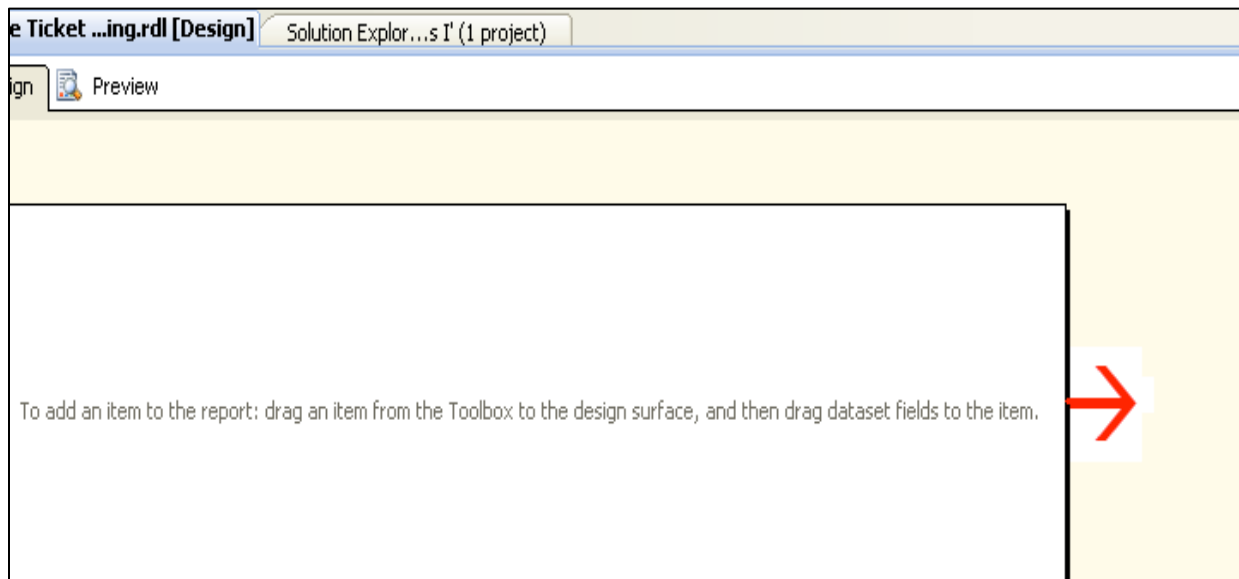 e Ticket ...ing.rdl [Design] Solution Explor...s I' (1 project)
ign Preview
To add an item to the report: drag an item from the Toolbox to the design surface, and then drag dataset fields to the item.